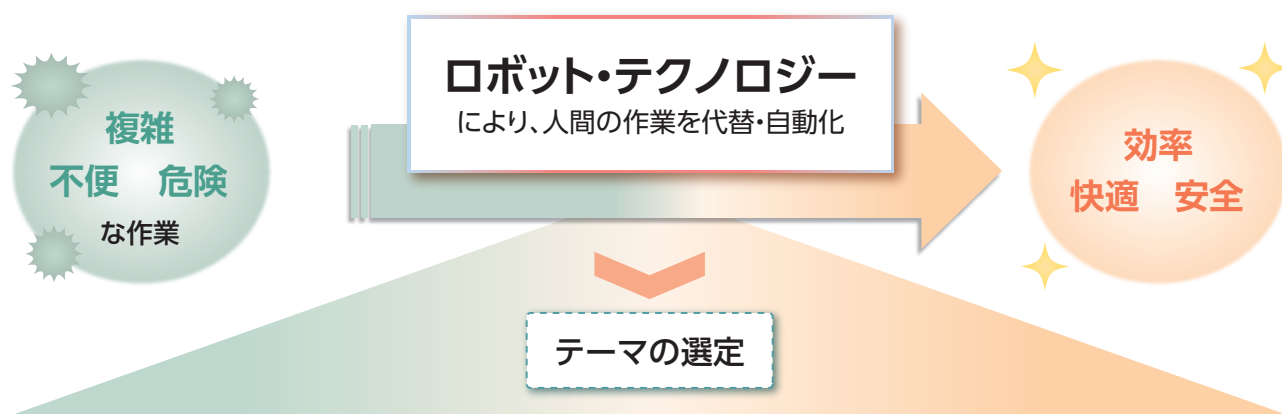 複雑
不便　危険
な作業
ロボット・テクノロジー
により、人間の作業を代替・自動化
効率
快適　安全
テーマの選定